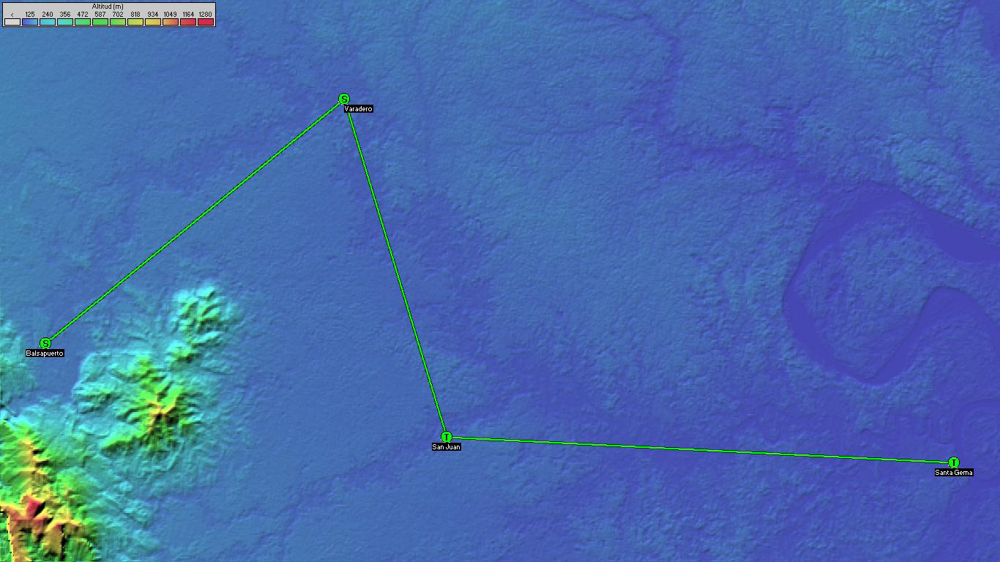 Altitud (m)
< 125 240 356 472 587 702 818 934 1049 1164 1280
S
Varadero
S
Balsapuerto
T
San Juan
T
Santa Gema